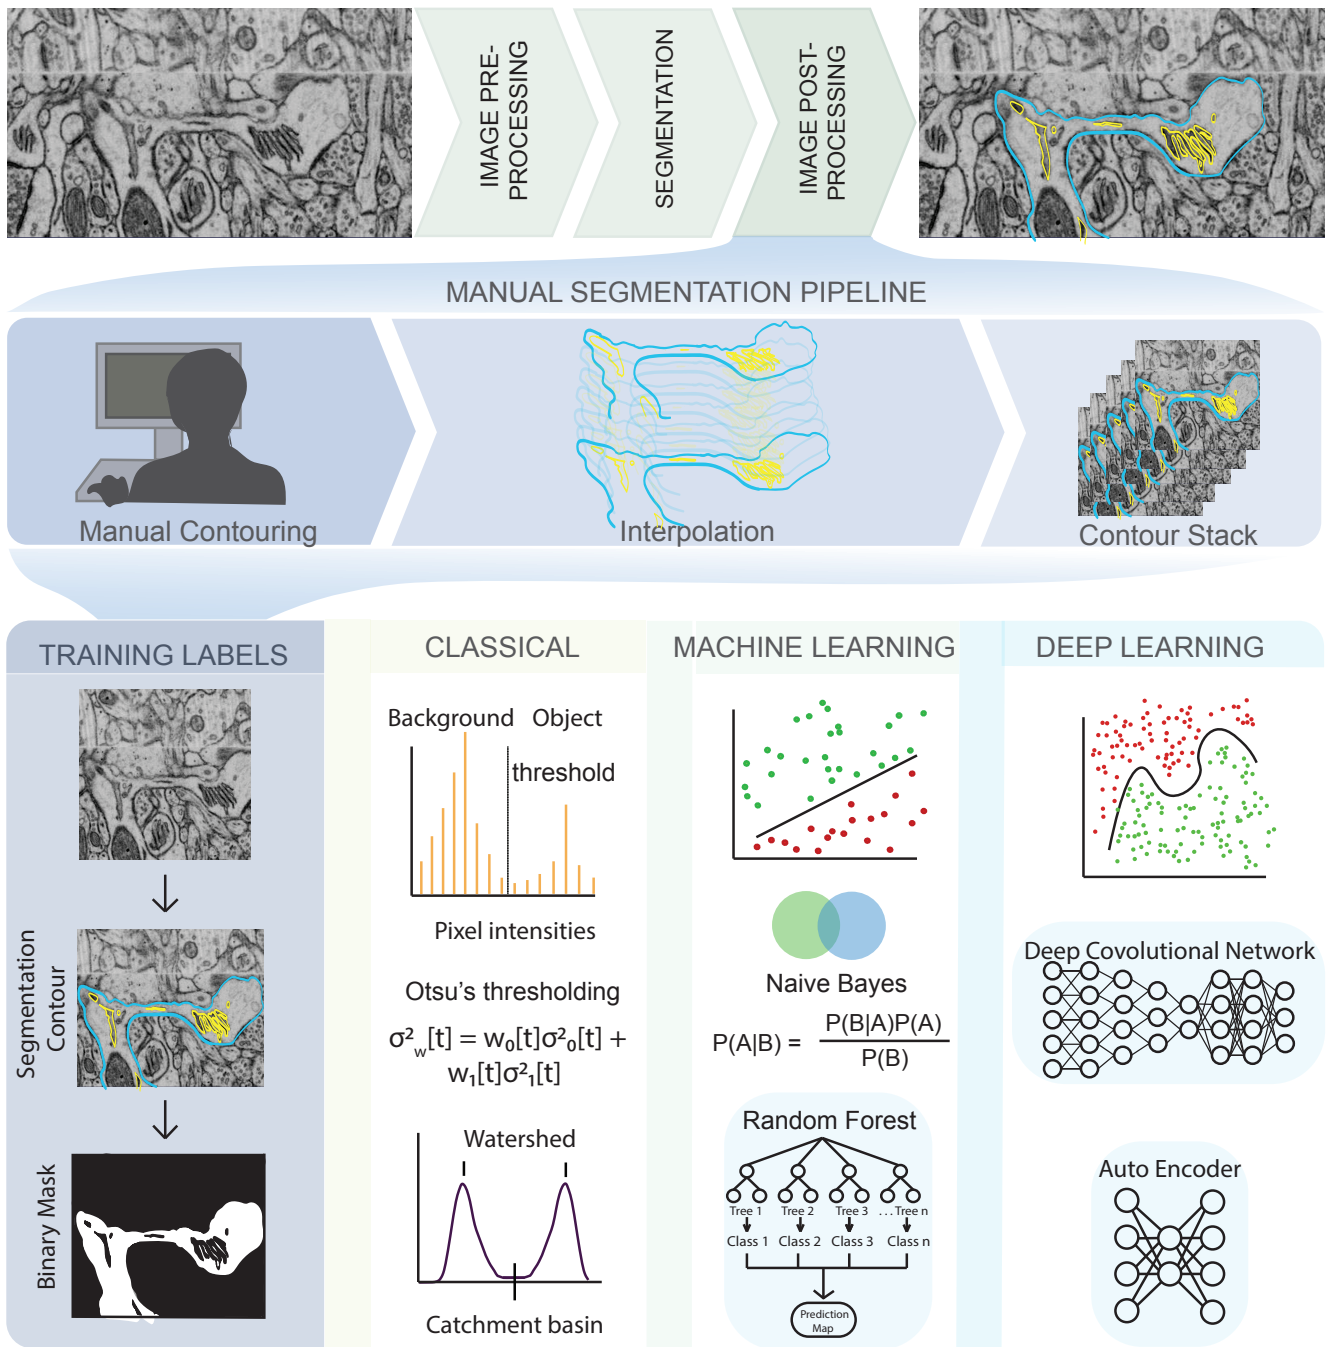 IMAGE PRE-
PROCESSING
SEGMENTATION
IMAGE POST-
PROCESSING
MANUAL SEGMENTATION PIPELINE
Manual Contouring
Interpolation
Contour Stack
TRAINING LABELS
Segmentation
Contour
Binary Mask
CLASSICAL
Background Object
threshold
Pixel intensities
Otsu's thresholding
σ²w[t] = w₀[t]σ²₀[t] +
w₁[t]σ²₁[t]
Watershed
Catchment basin
MACHINE LEARNING
Naive Bayes
P(A|B) = P(B|A)P(A)
P(B)
Random Forest
Tree 1 Tree 2 Tree 3 ...Tree n
Class 1 Class 2 Class 3 Class n
Prediction
Map
DEEP LEARNING
Deep Covolutional Network
Auto Encoder